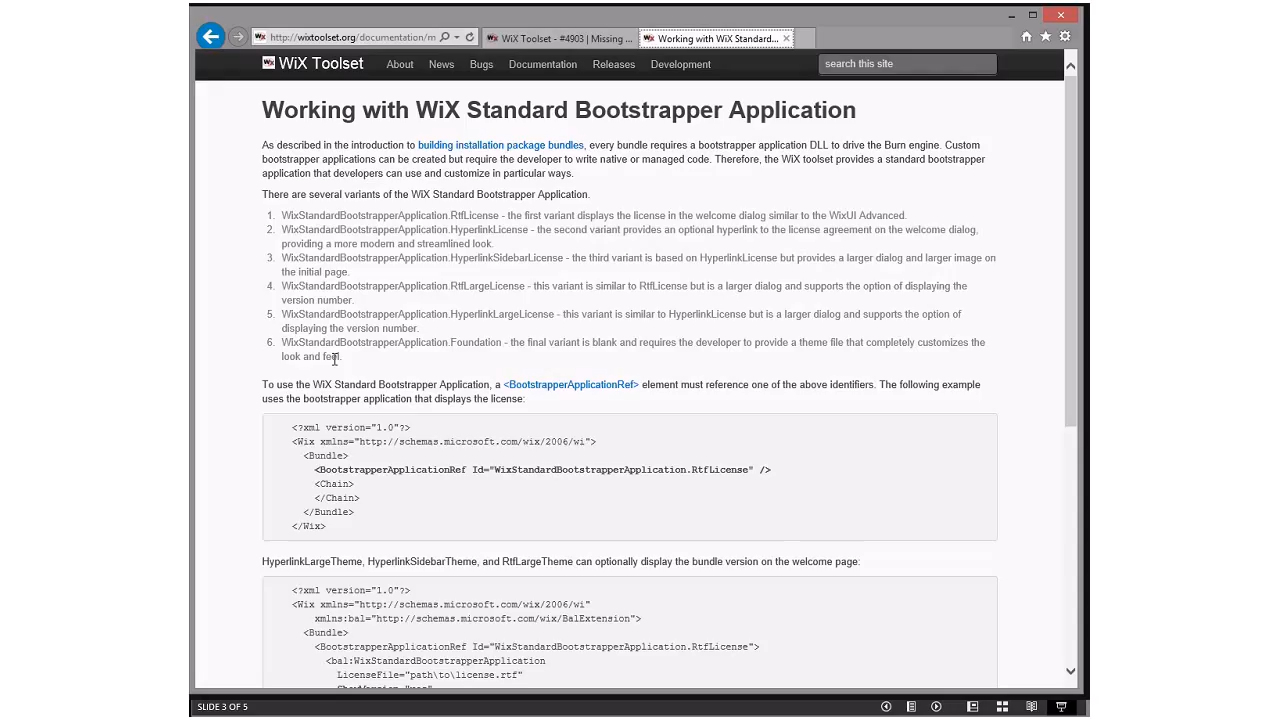 http://wixtoolset.org/documentation/m
WiX Toolset - #4903 | Missing ...
Working with WiX Standard...
WiX Toolset About News Bugs Documentation Releases Development search this site
Working with WiX Standard Bootstrapper Application
As described in the introduction to building installation package bundles, every bundle requires a bootstrapper application DLL to drive the Burn engine. Custom
bootstrapper applications can be created but require the developer to write native or managed code. Therefore, the WiX toolset provides a standard bootstrapper
application that developers can use and customize in particular ways.
There are several variants of the WiX Standard Bootstrapper Application.
1. WixStandardBootstrapperApplication.RtfLicense - the first variant displays the license in the welcome dialog similar to the WixUI Advanced.
2. WixStandardBootstrapperApplication.HyperlinkLicense - the second variant provides an optional hyperlink to the license agreement on the welcome dialog,
providing a more modern and streamlined look.
3. WixStandardBootstrapperApplication.HyperlinkSidebarLicense - the third variant is based on HyperlinkLicense but provides a larger dialog and larger image on
the initial page.
4. WixStandardBootstrapperApplication.RtfLargeLicense - this variant is similar to RtfLicense but is a larger dialog and supports the option of displaying the
version number.
5. WixStandardBootstrapperApplication.HyperlinkLargeLicense - this variant is similar to HyperlinkLicense but is a larger dialog and supports the option of
displaying the version number.
6. WixStandardBootstrapperApplication.Foundation - the final variant is blank and requires the developer to provide a theme file that completely customizes the
look and feel.
To use the WiX Standard Bootstrapper Application, a <BootstrapperApplicationRef> element must reference one of the above identifiers. The following example
uses the bootstrapper application that displays the license:
<?xml version="1.0"?>
<Wix xmlns="http://schemas.microsoft.com/wix/2006/wi">
<Bundle>
<BootstrapperApplicationRef Id="WixStandardBootstrapperApplication.RtfLicense" />
<Chain>
</Chain>
</Bundle>
</Wix>
HyperlinkLargeTheme, HyperlinkSidebarTheme, and RtfLargeTheme can optionally display the bundle version on the welcome page:
<?xml version="1.0"?>
<Wix xmlns="http://schemas.microsoft.com/wix/2006/wi"
xmlns:bal="http://schemas.microsoft.com/wix/BalExtension">
<Bundle>
<BootstrapperApplicationRef Id="WixStandardBootstrapperApplication.RtfLicense">
<bal:WixStandardBootstrapperApplication
LicenseFile="path\to\license.rtf"
SLIDE 3 OF 5